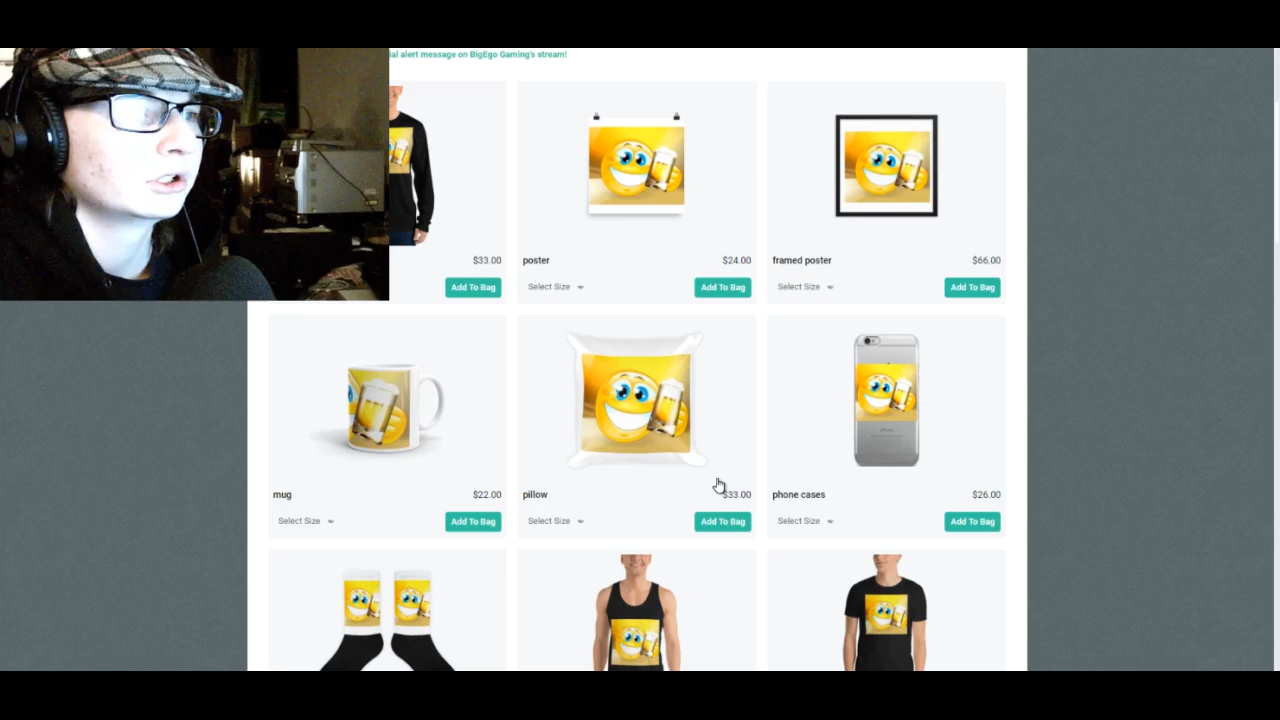 ial alert message on BigEgo Gaming's stream!
$33.00
poster
$24.00
framed poster
$66.00
Add To Bag
Select Size
Add To Bag
Select Size
Add To Bag
mug
$22.00
pillow
$33.00
phone cases
$26.00
Select Size
Add To Bag
Select Size
Add To Bag
Select Size
Add To Bag